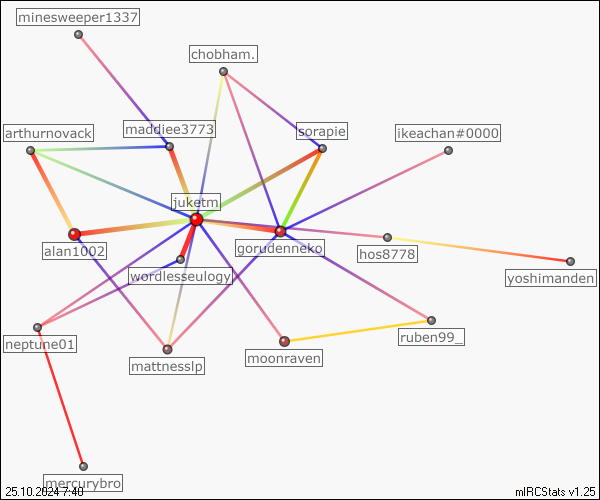 minesweeper1337
chobham.
arthurnovack
maddiee3773
sorapie
ikeachan#0000
juketm
alan1002
gorudenneko
hos8778
wordlesseulogy
yoshimanden
neptune01
mattnesslp
moonraven
ruben99_
mercurybro
25.10.2024 7:40
mIRCStats v1.25